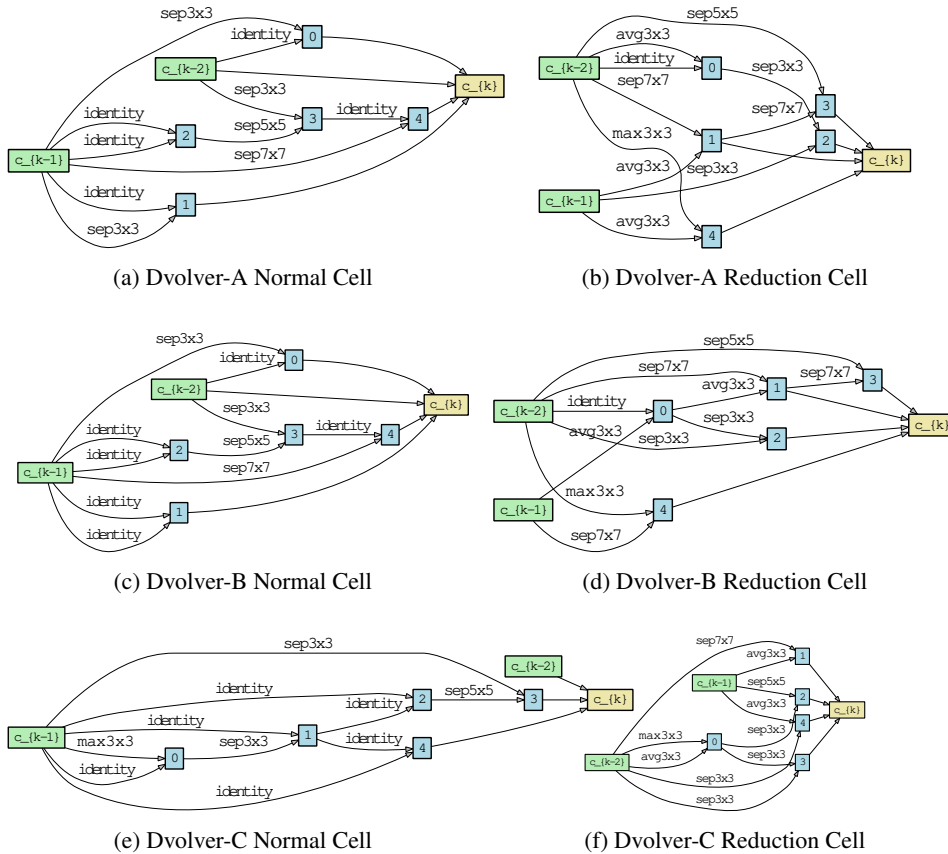 sep3x3
identity
0
c_{k-2}
c_{k}
sep3x3
identity
identity
3
4
2
sep5x5
identity
sep7x7
c_{k-1}
identity
1
sep3x3
(a) Dvolver-A Normal Cell
sep5x5
avg3x3
identity
c_{k-2}
0
sep3x3
sep7x7
3
sep7x7
max3x3
1
2
c_{k}
avg3x3
sep3x3
c_{k-1}
avg3x3
4
(b) Dvolver-A Reduction Cell
sep3x3
identity
0
c_{k-2}
c_{k}
sep3x3
identity
identity
3
4
2
sep5x5
identity
sep7x7
c_{k-1}
identity
1
identity
(c) Dvolver-B Normal Cell
sep5x5
sep7x7
sep7x7
3
avg3x3
1
identity
c_{k-2}
0
sep3x3
c_{k}
avg3x3
sep3x3
2
max3x3
c_{k-1}
4
sep7x7
(d) Dvolver-B Reduction Cell
sep3x3
c_{k-2}
identity
2
sep5x5
3
c_{k}
identity
identity
c_{k-1}
1
max3x3
sep3x3
identity
4
0
identity
identity
(e) Dvolver-C Normal Cell
sep7x7
avg3x3
1
c_{k-1}
sep5x5
2
avg3x3
c_{k}
4
max3x3
0
sep3x3
avg3x3
sep3x3
c_{k-2}
3
sep3x3
sep3x3
(f) Dvolver-C Reduction Cell